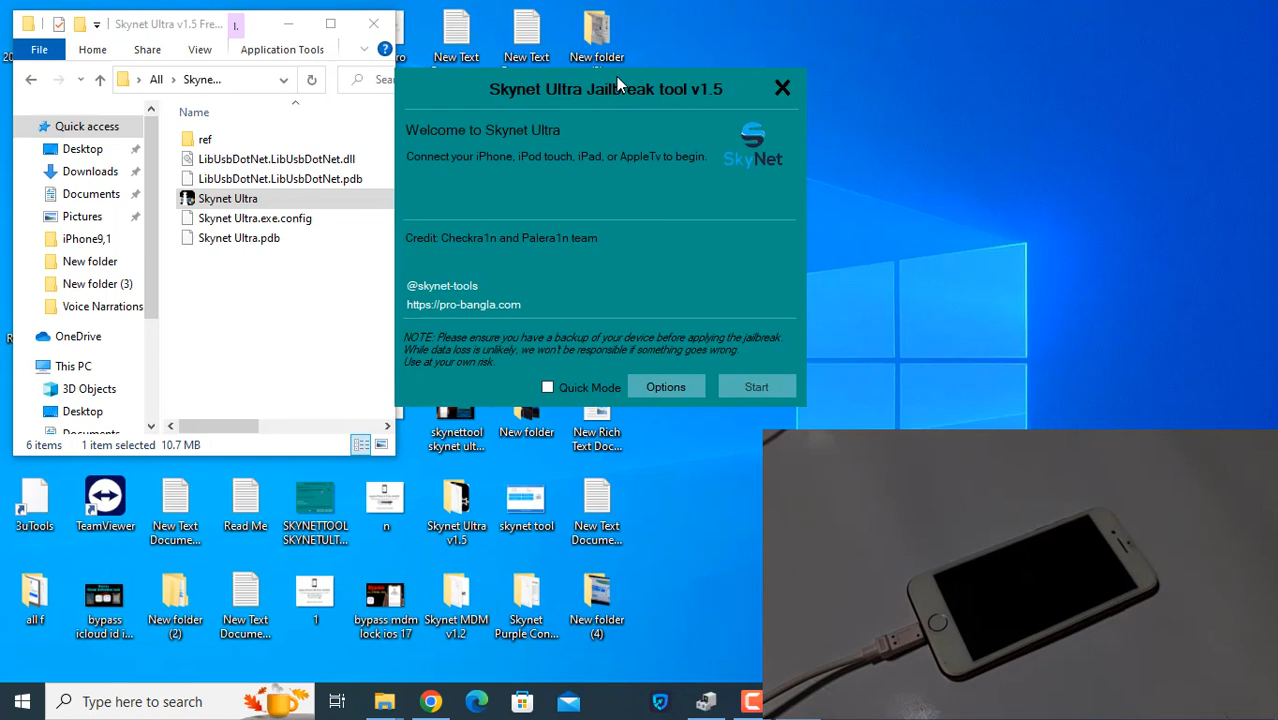 Skynet Ultra v1.5 Fre...
I.
File
Home
Share
View
Application Tools
All
Skyne...
Sea
Name
Quick access
Desktop
Downloads
Documents
Pictures
iPhone9,1
New folder
New folder (3)
Voice Narrations
OneDrive
This PC
3D Objects
Desktop
ref
LibUsbDotNet.LibUsbDotNet.dll
LibUsbDotNet.LibUsbDotNet.pdb
Skynet Ultra
Skynet Ultra.exe.config
Skynet Ultra.pdb
6 items
1 item selected
10.7 MB
New Text
New Text
New folder
Skynet Ultra Jailbreak tool v1.5
Welcome to Skynet Ultra
Connect your iPhone, iPod touch, iPad, or AppleTv to begin.
SkyNet
Credit: Checkra1n and Palera1n team
@skynet-tools
https://pro-bangla.com
NOTE: Please ensure you have a backup of your device before applying the jailbreak.
While data loss is unlikely, we won't be responsible if something goes wrong.
Use at your own risk.
Quick Mode
Options
Start
skynettool
skynet ult...
New folder
New Rich
Text Doc...
3uTools
TeamViewer
New Text
Docume...
Read Me
SKYNETTOOL
SKYNETULT...
n
Skynet Ultra
v1.5
skynet tool
New Text
Docume...
all f
bypass
icloud id i...
New folder
(2)
New Text
Docume...
1
bypass mdm
lock ios 17
Skynet MDM
v1.2
Skynet
Purple Con...
New folder
(4)
Type here to search